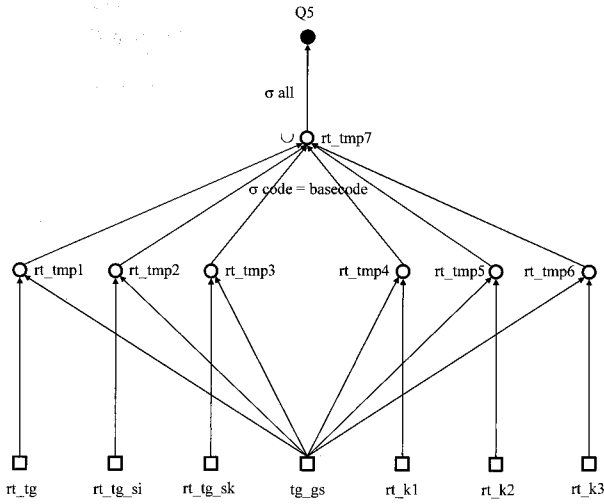 Q5
σ all
∪ rt_tmp7
σ code = basecode
rt_tmp1 rt_tmp2 rt_tmp3 rt_tmp4 rt_tmp5 rt_tmp6
rt_tg rt_tg_si rt_tg_sk tg_gs rt_k1 rt_k2 rt_k3